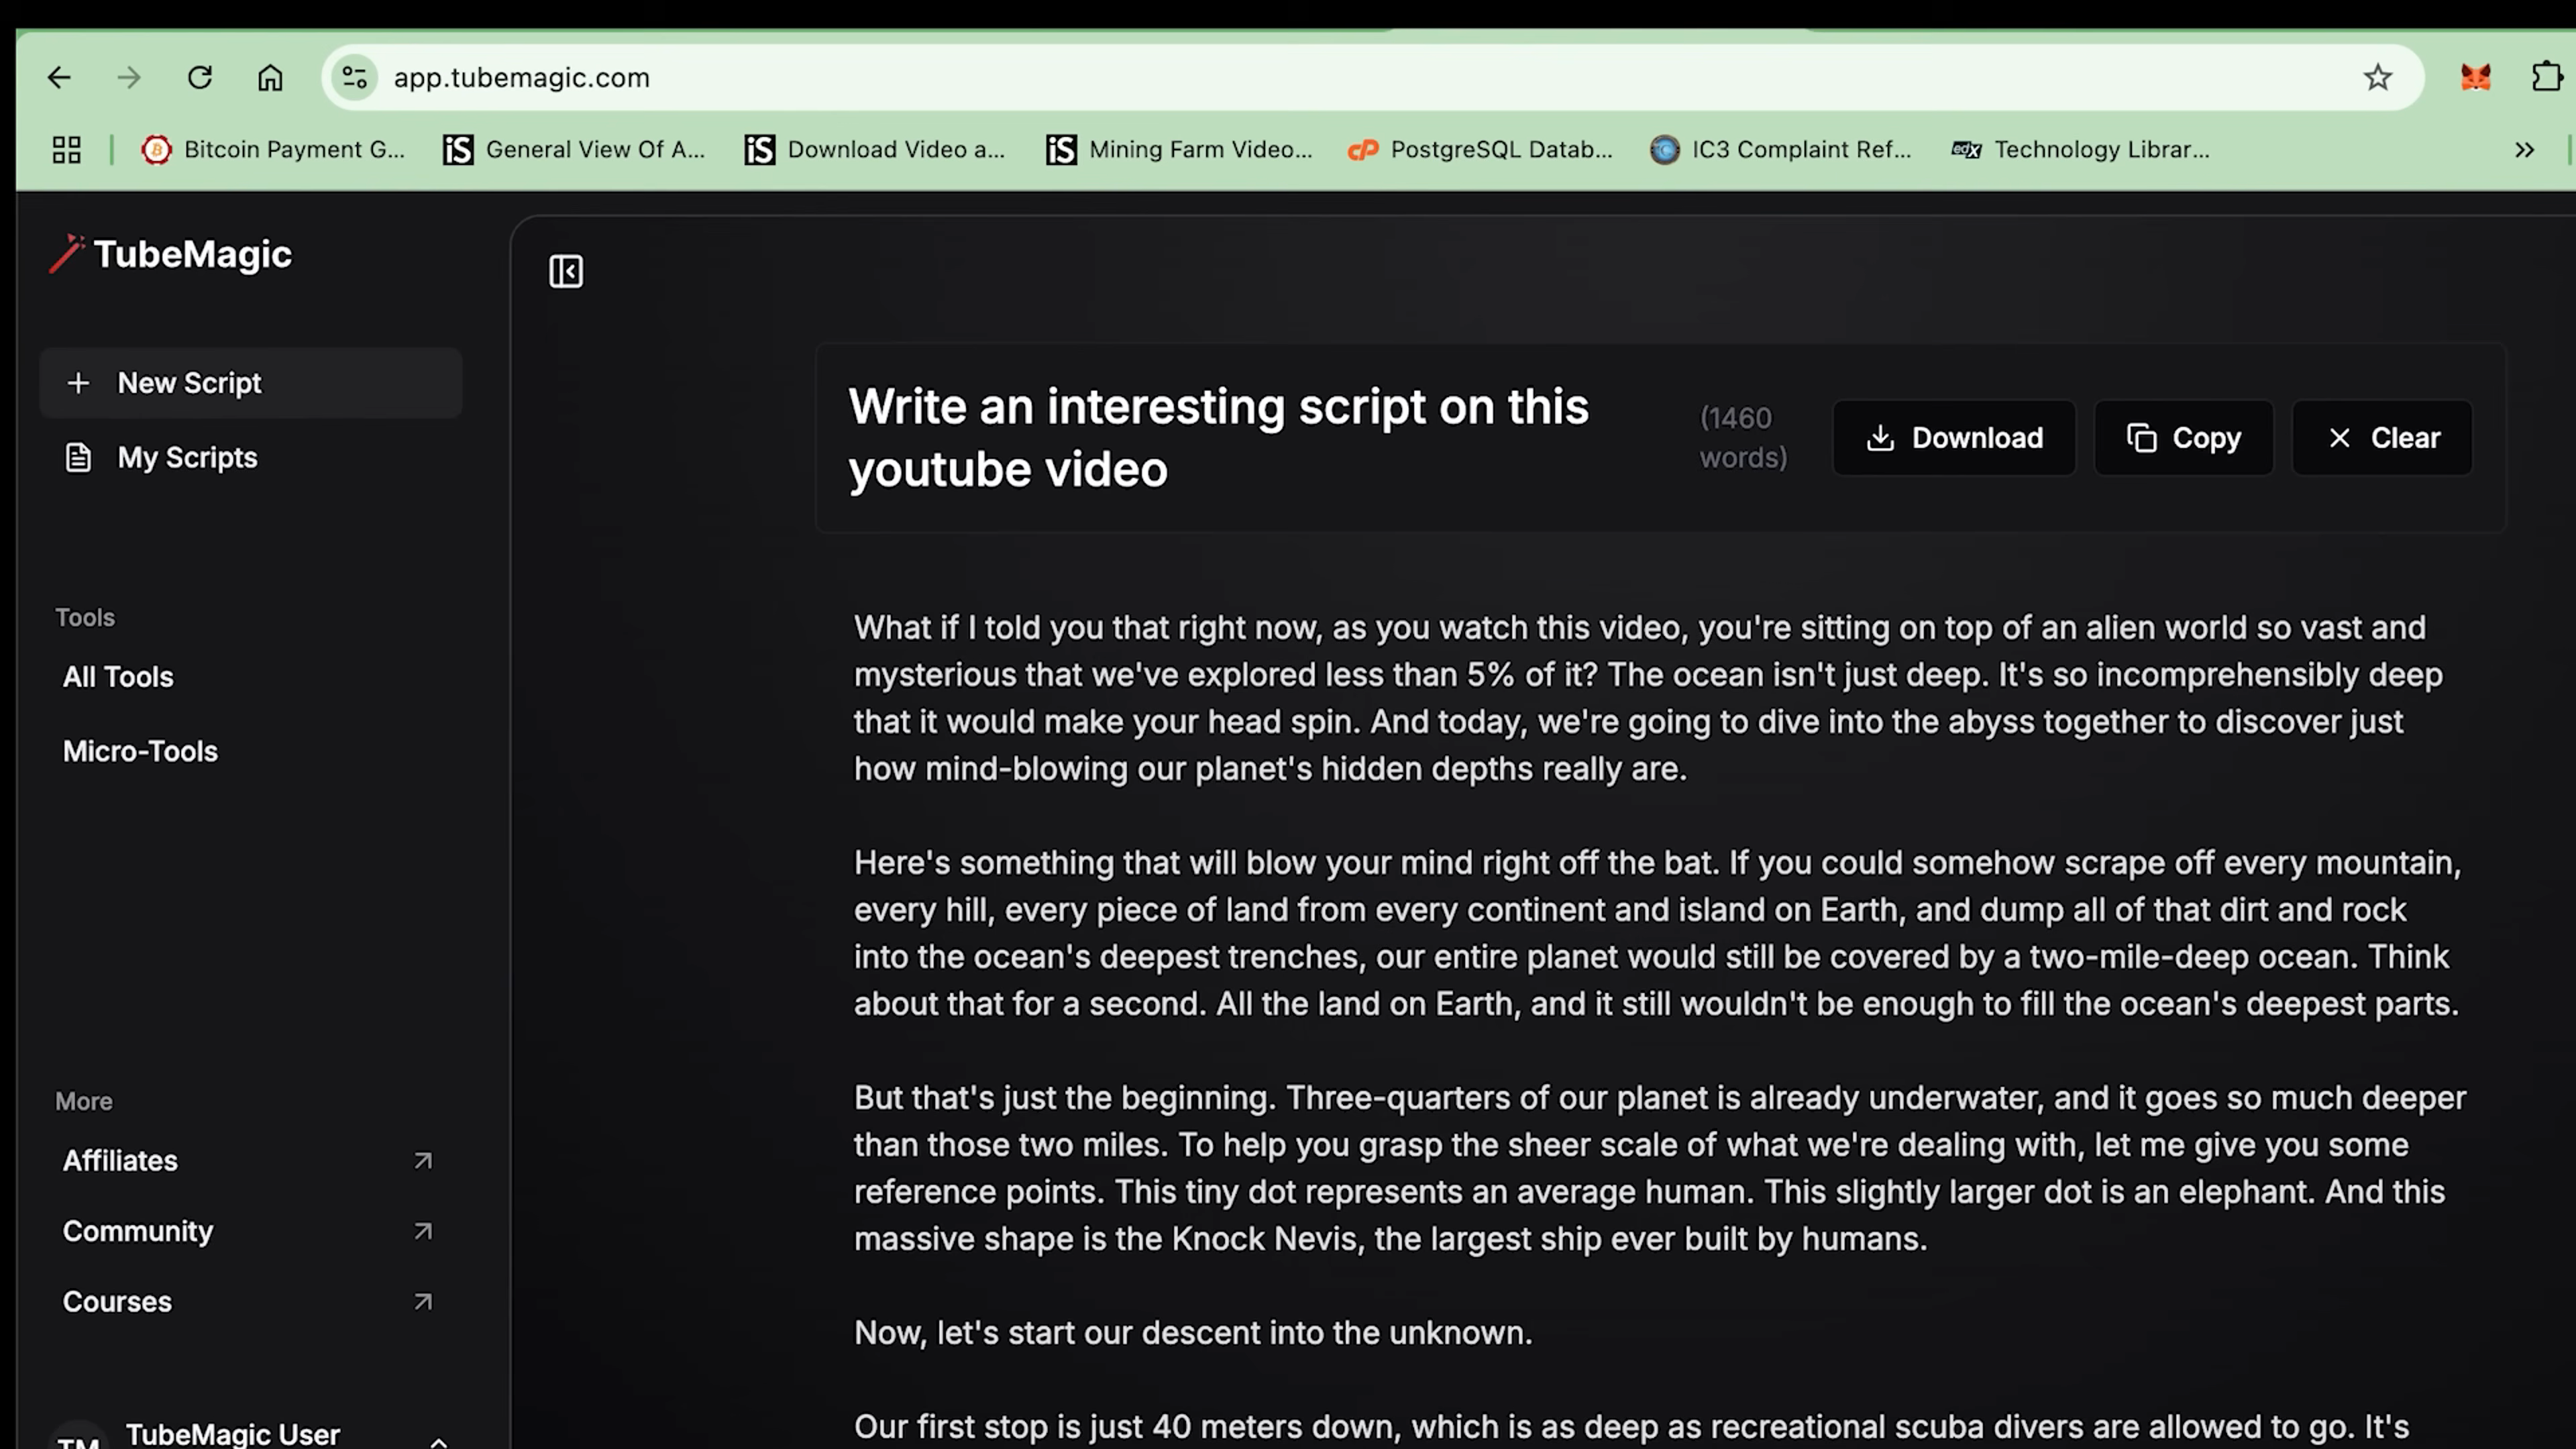 app.tubemagic.com
Bitcoin Payment G...
General View Of A...
Download Video a...
Mining Farm Video...
PostgreSQL Datab...
IC3 Complaint Ref...
Technology Librar...
TubeMagic
New Script
My Scripts
Tools
All Tools
Micro-Tools
More
Affiliates
Community
Courses
TM
TubeMagic User
Write an interesting script on this
youtube video
(1460
words)
Download
Copy
Clear
What if I told you that right now, as you watch this video, you're sitting on top of an alien world so vast and
mysterious that we've explored less than 5% of it? The ocean isn't just deep. It's so incomprehensibly deep
that it would make your head spin. And today, we're going to dive into the abyss together to discover just
how mind-blowing our planet's hidden depths really are.
Here's something that will blow your mind right off the bat. If you could somehow scrape off every mountain,
every hill, every piece of land from every continent and island on Earth, and dump all of that dirt and rock
into the ocean's deepest trenches, our entire planet would still be covered by a two-mile-deep ocean. Think
about that for a second. All the land on Earth, and it still wouldn't be enough to fill the ocean's deepest parts.
But that's just the beginning. Three-quarters of our planet is already underwater, and it goes so much deeper
than those two miles. To help you grasp the sheer scale of what we're dealing with, let me give you some
reference points. This tiny dot represents an average human. This slightly larger dot is an elephant. And this
massive shape is the Knock Nevis, the largest ship ever built by humans.
Now, let's start our descent into the unknown.
Our first stop is just 40 meters down, which is as deep as recreational scuba divers are allowed to go. It's